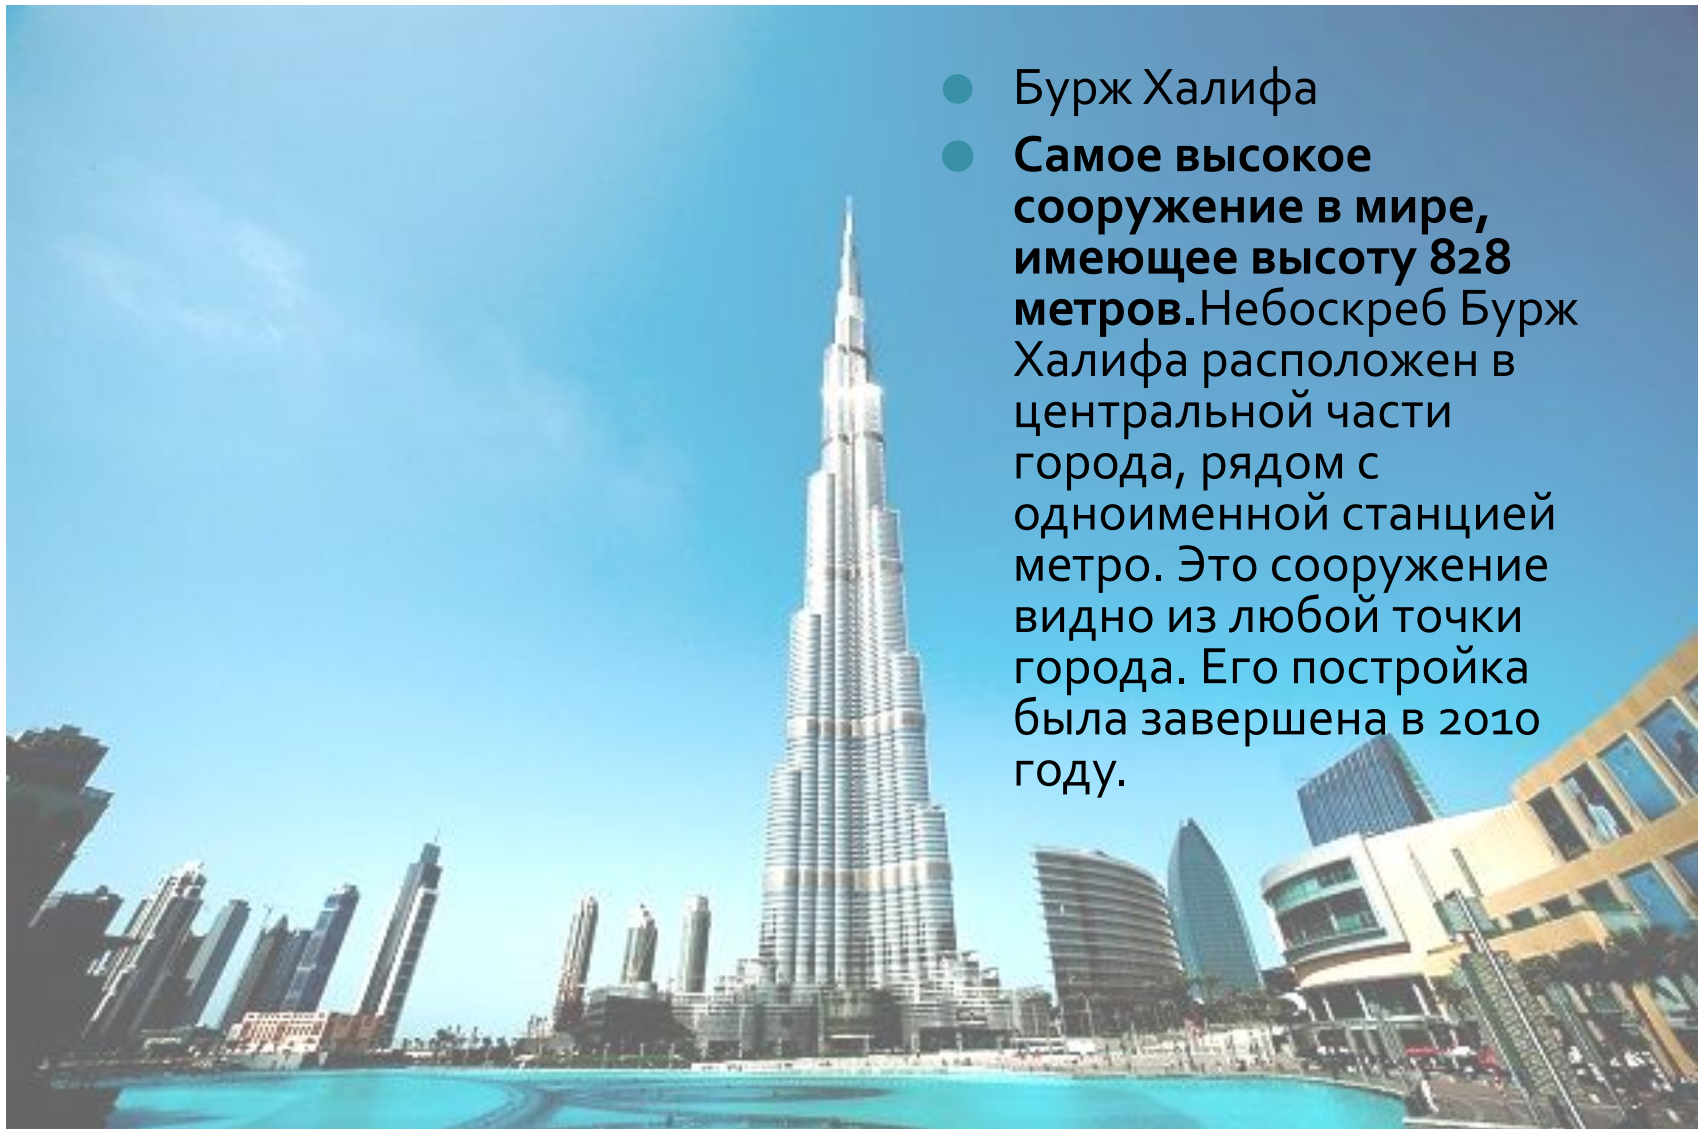 Бурж Халифа
Самое высокое
сооружение в мире,
имеющее высоту 828
метров.Небоскреб Бурж
Халифа расположен в
центральной части
города, рядом с
одноименной станцией
метро. Это сооружение
видно из любой точки
города. Его постройка
была завершена в 2010
году.